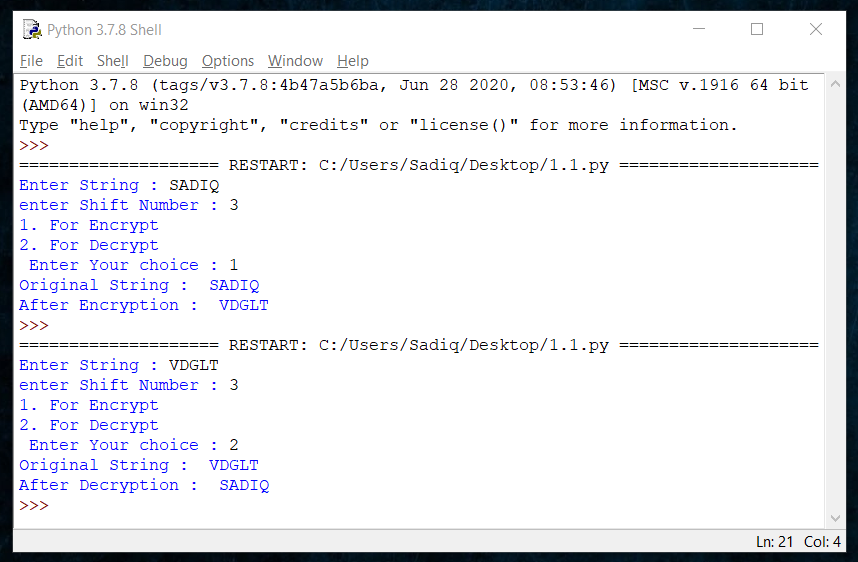 Python 3.7.8 Shell
File Edit Shell Debug Options Window Help
Python 3.7.8 (tags/v3.7.8:4b47a5b6ba, Jun 28 2020, 08:53:46) [MSC v.1916 64 bit
(AMD64)] on win32
Type "help", "copyright", "credits" or "license()" for more information.
>>>
==================== RESTART: C:/Users/Sadiq/Desktop/1.1.py ====================
Enter String : SADIQ
enter Shift Number : 3
1. For Encrypt
2. For Decrypt
 Enter Your choice : 1
Original String :  SADIQ
After Encryption :  VDGLT
>>>
==================== RESTART: C:/Users/Sadiq/Desktop/1.1.py ====================
Enter String : VDGLT
enter Shift Number : 3
1. For Encrypt
2. For Decrypt
 Enter Your choice : 2
Original String :  VDGLT
After Decryption :  SADIQ
>>>
Ln: 21 Col: 4